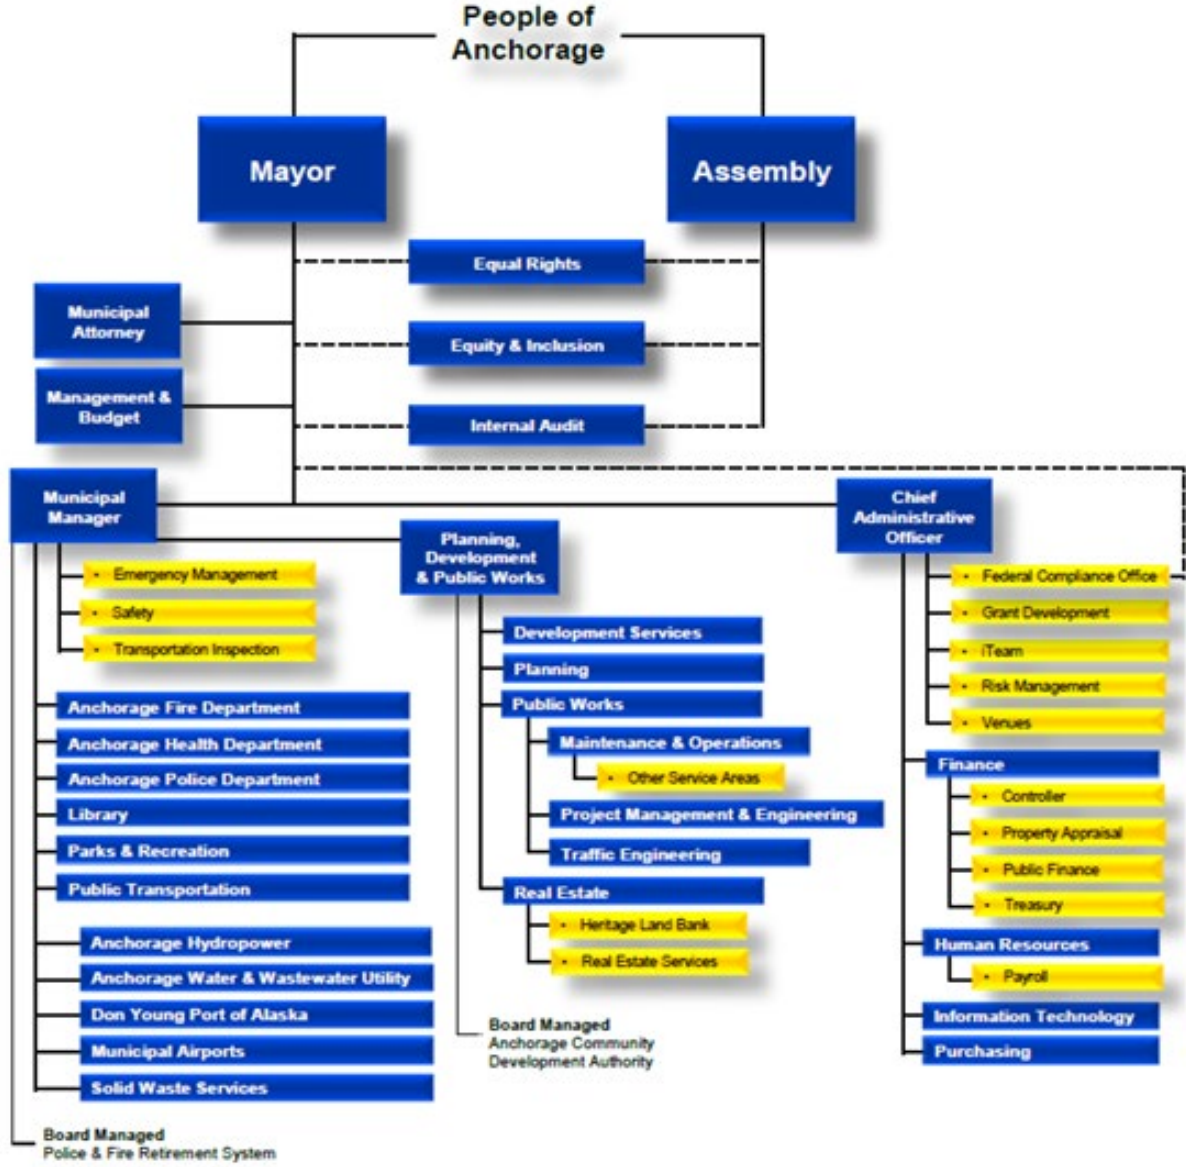 People of
Anchorage
Mayor
Assembly
Equal Rights
Municipal
Attorney
Equity & Inclusion
Management &
Budget
Internal Audit
Municipal
Manager
Emergency Management
Safety
Transportation Inspection
Anchorage Fire Department
Anchorage Health Department
Anchorage Police Department
Library
Parks & Recreation
Public Transportation
Anchorage Hydropower
Anchorage Water & Wastewater Utility
Don Young Port of Alaska
Municipal Airports
Solid Waste Services
Board Managed
Police & Fire Retirement System
Planning,
Development
& Public Works
Development Services
Planning
Public Works
Maintenance & Operations
Other Service Areas
Project Management & Engineering
Traffic Engineering
Real Estate
Heritage Land Bank
Real Estate Services
Board Managed
Anchorage Community
Development Authority
Chief
Administrative
Officer
Federal Compliance Office
Grant Development
iTeam
Risk Management
Venues
Finance
Controller
Property Appraisal
Public Finance
Treasury
Human Resources
Payroll
Information Technology
Purchasing